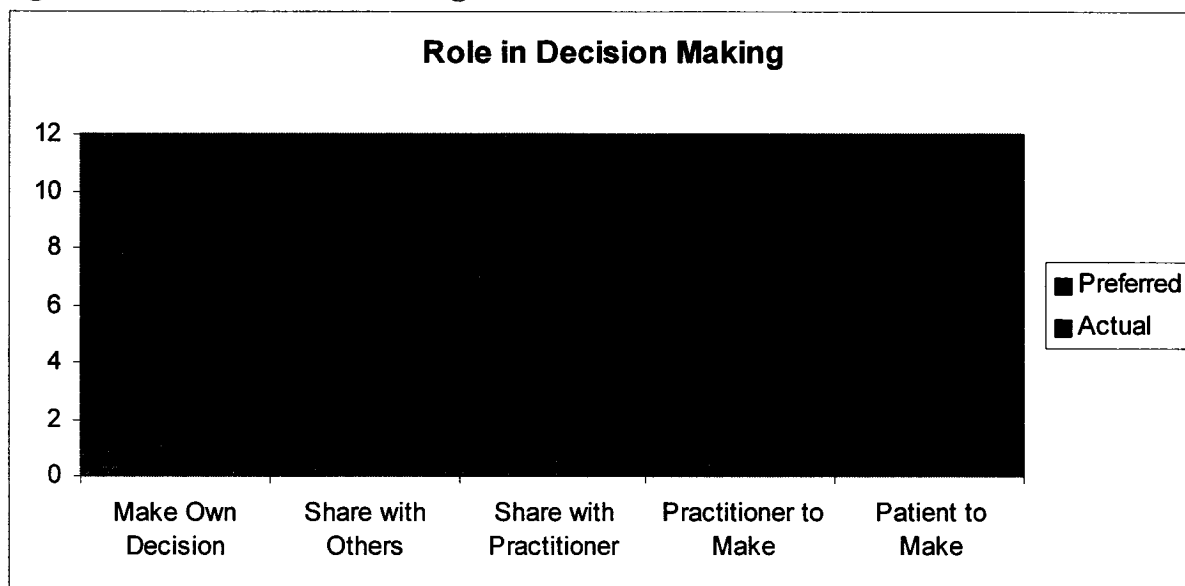 Role in Decision Making
12
10
8
6
4
2
0
Make Own
Decision
Share with
Others
Share with
Practitioner
Practitioner to
Make
Patient to
Make
Preferred
Actual